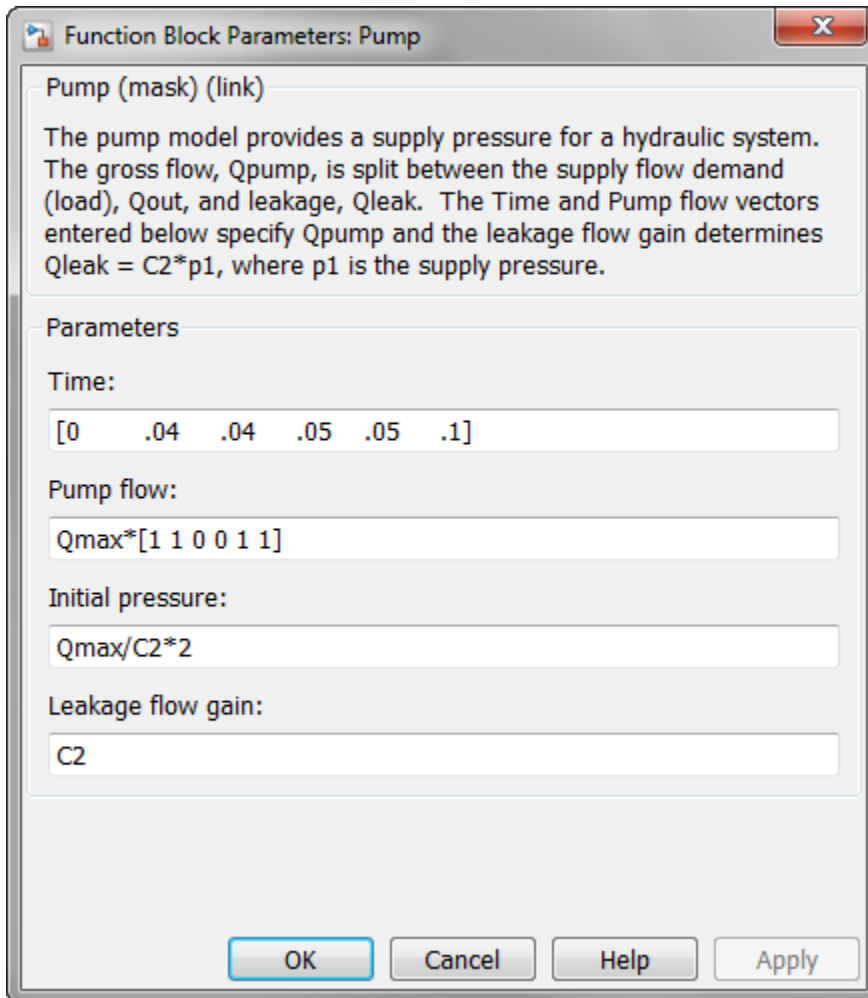 Function Block Parameters: Pump
Pump (mask) (link)
The pump model provides a supply pressure for a hydraulic system.
The gross flow, Qpump, is split between the supply flow demand
(load), Qout, and leakage, Qleak.  The Time and Pump flow vectors
entered below specify Qpump and the leakage flow gain determines
Qleak = C2*p1, where p1 is the supply pressure.
Parameters
Time:
[0 .04 .04 .05 .05 .1]
Pump flow:
Qmax*[1 1 0 0 1 1]
Initial pressure:
Qmax/C2*2
Leakage flow gain:
C2
OK Cancel Help Apply